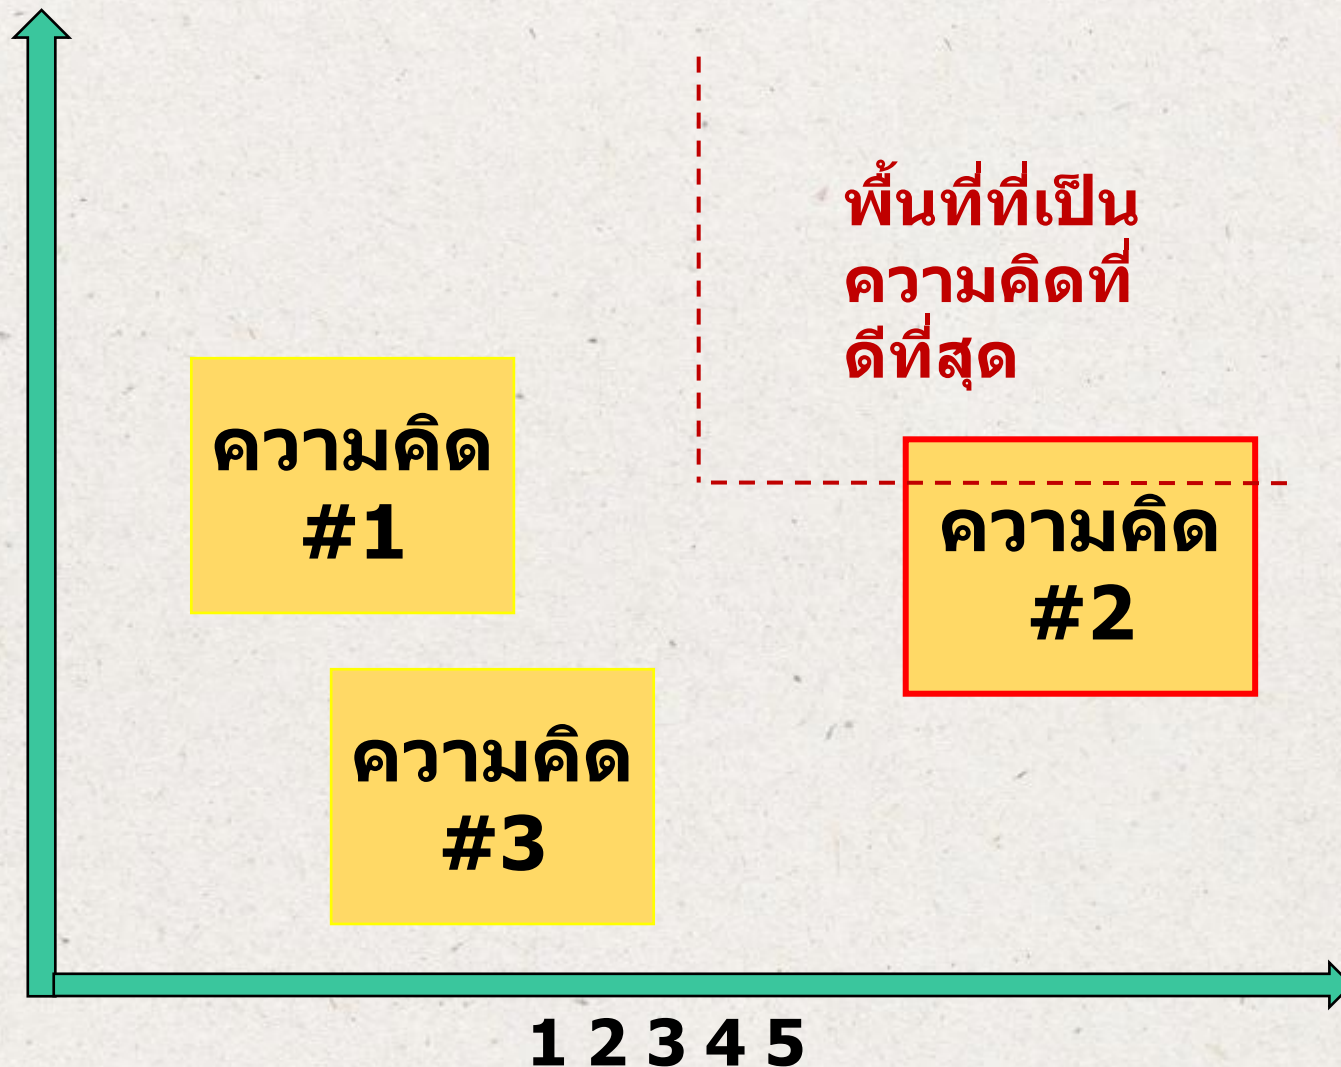 พื้นที่ที่เป็น
ความคิดที่
ดีที่สุด
ความคิด
#1
ความคิด
#2
ความคิด
#3
1 2 3 4 5